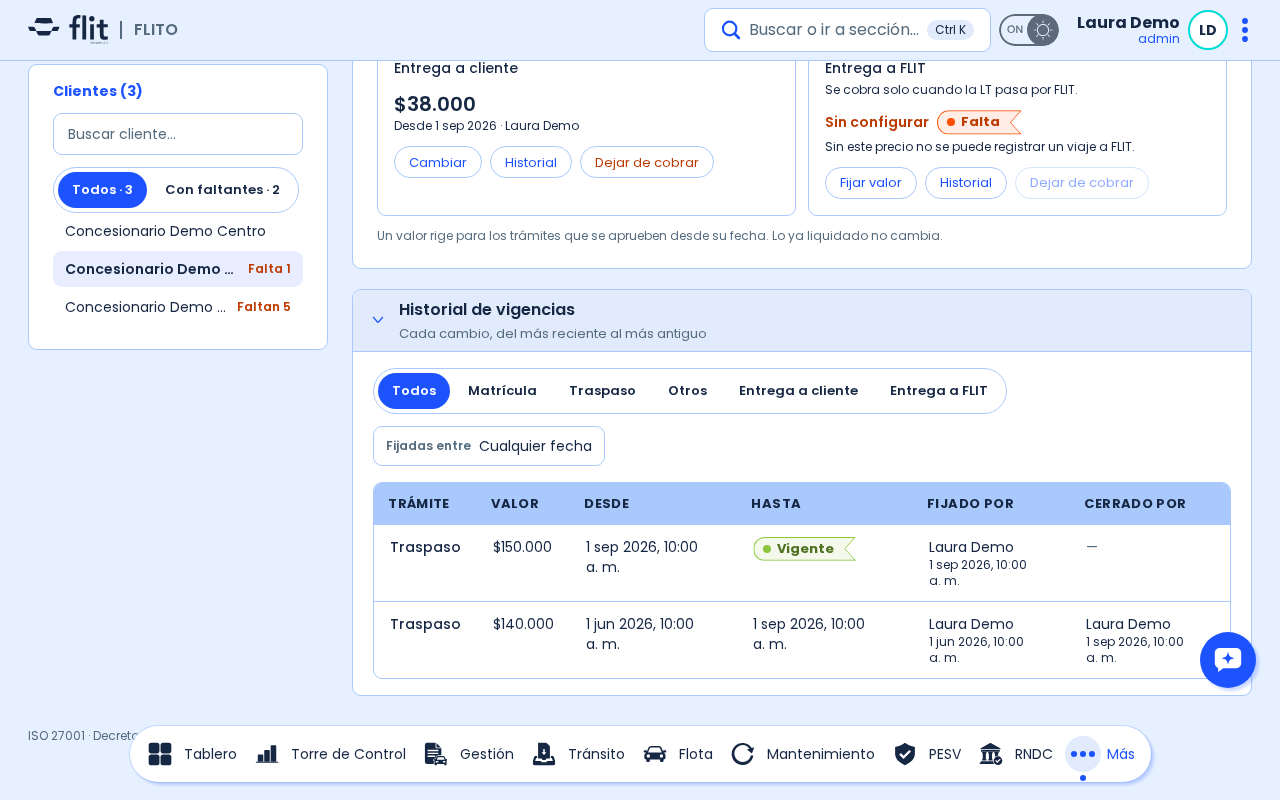 flit
FLITO
Buscar o ir a sección...
Ctrl K
ON
Laura Demo
admin
LD
Clientes (3)
Buscar cliente...
Todos · 3
Con faltantes · 2
Concesionario Demo Centro
Concesionario Demo ...
Falta 1
Concesionario Demo ...
Faltan 5
Entrega a cliente
$38.000
Desde 1 sep 2026 · Laura Demo
Cambiar
Historial
Dejar de cobrar
Entrega a FLIT
Se cobra solo cuando la LT pasa por FLIT.
Sin configurar
Falta
Sin este precio no se puede registrar un viaje a FLIT.
Fijar valor
Historial
Dejar de cobrar
Un valor rige para los trámites que se aprueben desde su fecha. Lo ya liquidado no cambia.
Historial de vigencias
Cada cambio, del más reciente al más antiguo
Todos
Matrícula
Traspaso
Otros
Entrega a cliente
Entrega a FLIT
Fijadas entre
Cualquier fecha
TRÁMITE VALOR DESDE HASTA FIJADO POR CERRADO POR
Traspaso $150.000 1 sep 2026, 10:00 a. m. Vigente Laura Demo 1 sep 2026, 10:00 a. m. —
Traspaso $140.000 1 jun 2026, 10:00 a. m. 1 sep 2026, 10:00 a. m. Laura Demo 1 jun 2026, 10:00 a. m. Laura Demo 1 sep 2026, 10:00 a. m.
ISO 27001 · Decreto
Tablero
Torre de Control
Gestión
Tránsito
Flota
Mantenimiento
PESV
RNDC
Más